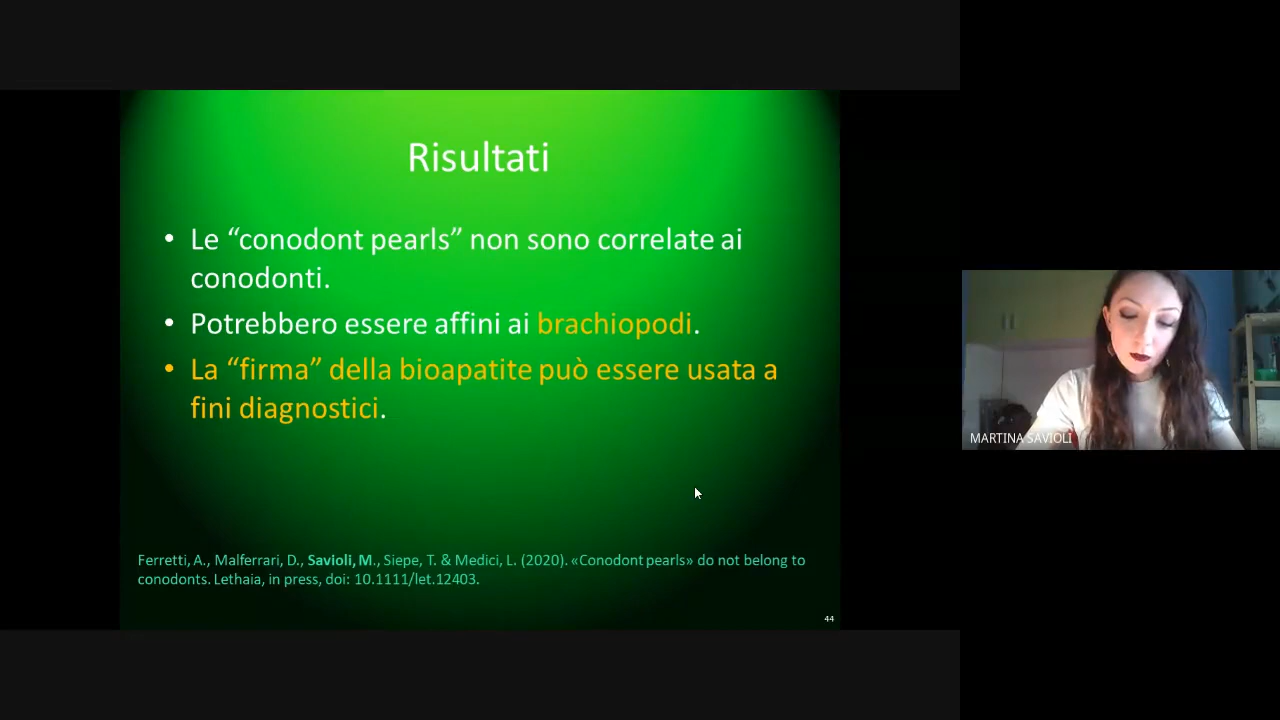 Risultati
• Le “conodont pearls” non sono correlate ai
conodonti.
• Potrebbero essere affini ai brachiopodi.
• La “firma” della bioapatite può essere usata a
fini diagnostici.
Ferretti, A., Malferrari, D., Savioli, M., Siepe, T. & Medici, L. (2020). «Conodont pearls» do not belong to
conodonts. Lethaia, in press, doi: 10.1111/let.12403.
44
MARTINA SAVIOLI